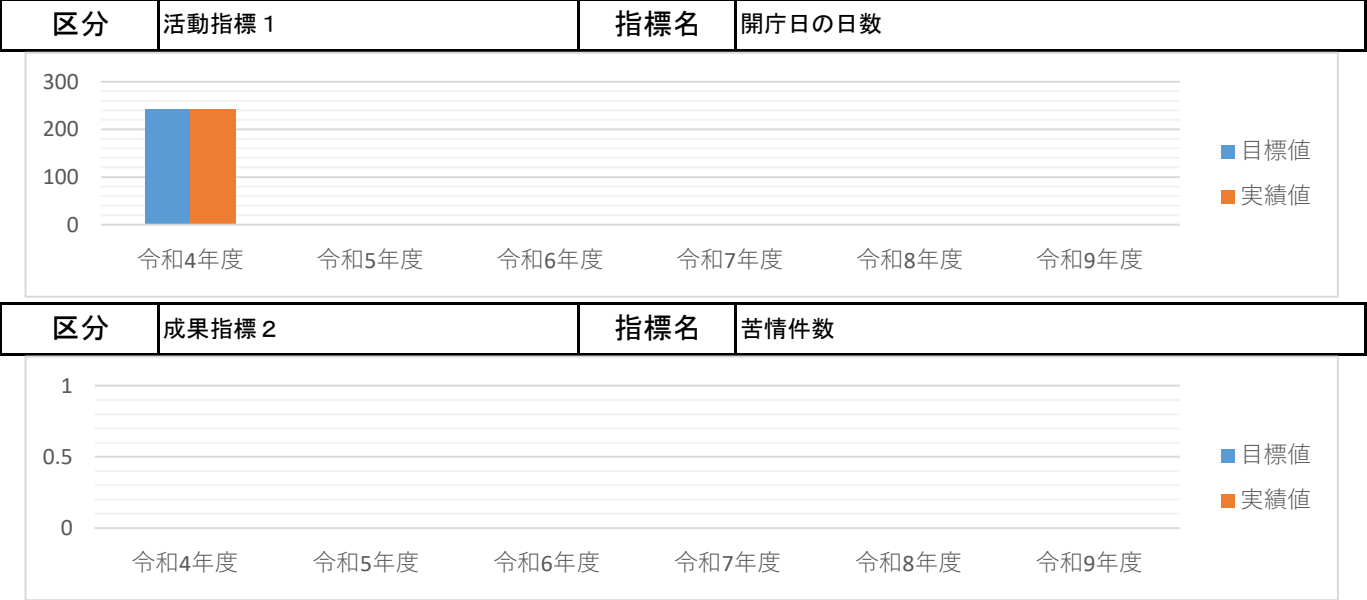 区分 活動指標１ 指標名 開庁日の日数
300
200
100
0
目標値
実績値
令和4年度 令和5年度 令和6年度 令和7年度 令和8年度 令和9年度
区分 成果指標２ 指標名 苦情件数
1
0.5
0
目標値
実績値
令和4年度 令和5年度 令和6年度 令和7年度 令和8年度 令和9年度